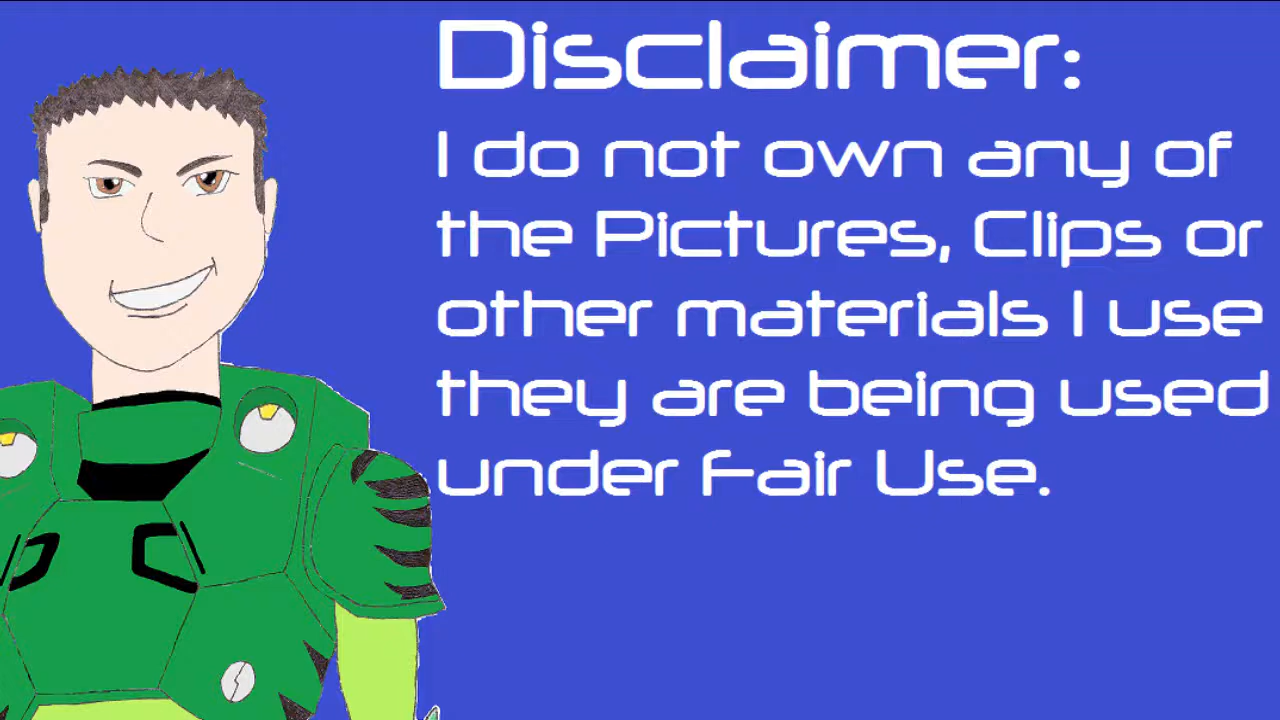 Disclaimer:
I do not own any of
the Pictures, Clips or
other materials I use
they are being used
under Fair Use.